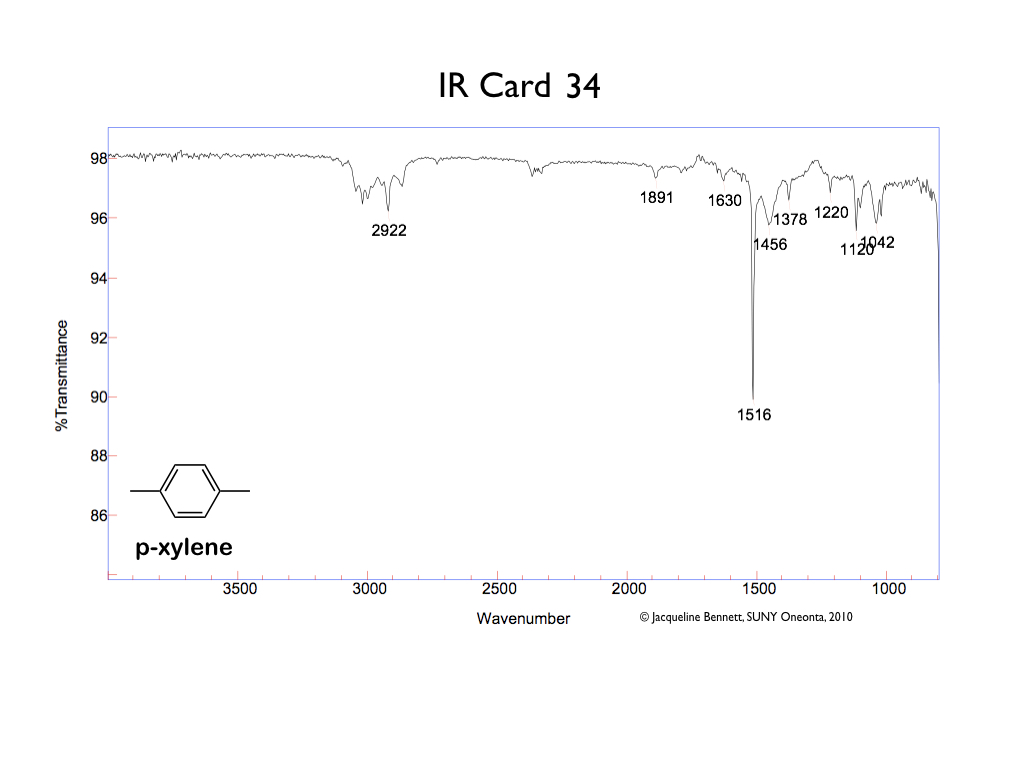 IR Card 34
98
96
94
92
90
88
86
%Transmittance
2922
1891
1630
1516
1456
1378
1220
1120
1042
p-xylene
3500 3000 2500 2000 1500 1000
Wavenumber
© Jacqueline Bennett, SUNY Oneonta, 2010